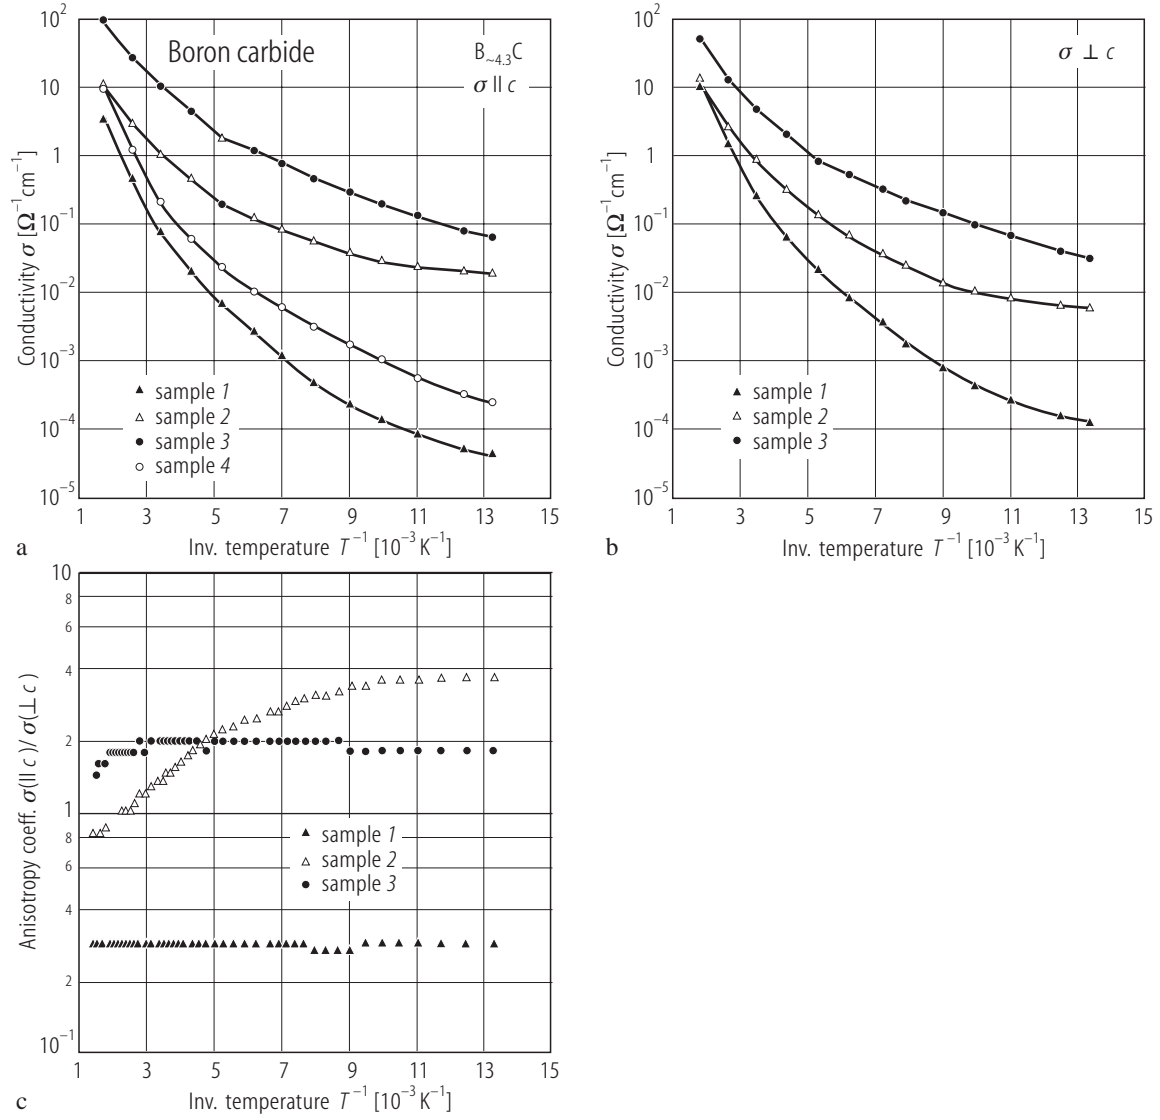 10²
10
1
10⁻¹
10⁻²
10⁻³
10⁻⁴
10⁻⁵
Conductivity σ [Ω⁻¹cm⁻¹]
Boron carbide
B~4.3C
σ || c
sample 1
sample 2
sample 3
sample 4
1 3 5 7 9 11 13 15
a
Inv. temperature T⁻¹ [10⁻³ K⁻¹]
10²
10
1
10⁻¹
10⁻²
10⁻³
10⁻⁴
10⁻⁵
Conductivity σ [Ω⁻¹cm⁻¹]
σ ⊥ c
sample 1
sample 2
sample 3
1 3 5 7 9 11 13 15
b
Inv. temperature T⁻¹ [10⁻³ K⁻¹]
10
8
6
4
2
1
8
6
4
2
10⁻¹
Anisotropy coeff. σ(|| c)/ σ(⊥ c)
sample 1
sample 2
sample 3
1 3 5 7 9 11 13 15
c
Inv. temperature T⁻¹ [10⁻³ K⁻¹]